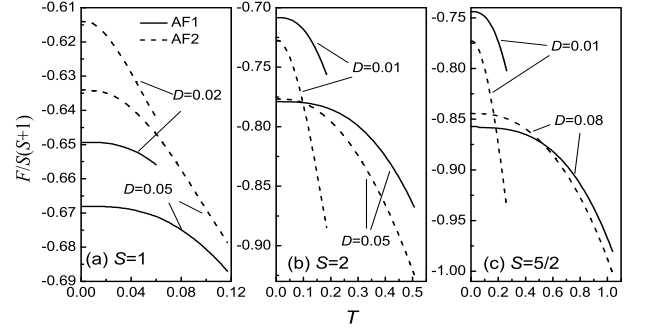 F/S(S+1)
-0.61
-0.62
-0.63
-0.64
-0.65
-0.66
-0.67
-0.68
-0.69
AF1
AF2
D=0.02
D=0.05
(a) S=1
0.00 0.04 0.08 0.12
-0.70
-0.75
-0.80
-0.85
-0.90
D=0.01
D=0.05
(b) S=2
0.0 0.1 0.2 0.3 0.4 0.5
-0.75
-0.80
-0.85
-0.90
-0.95
-1.00
D=0.01
D=0.08
(c) S=5/2
0.0 0.2 0.4 0.6 0.8 1.0
T